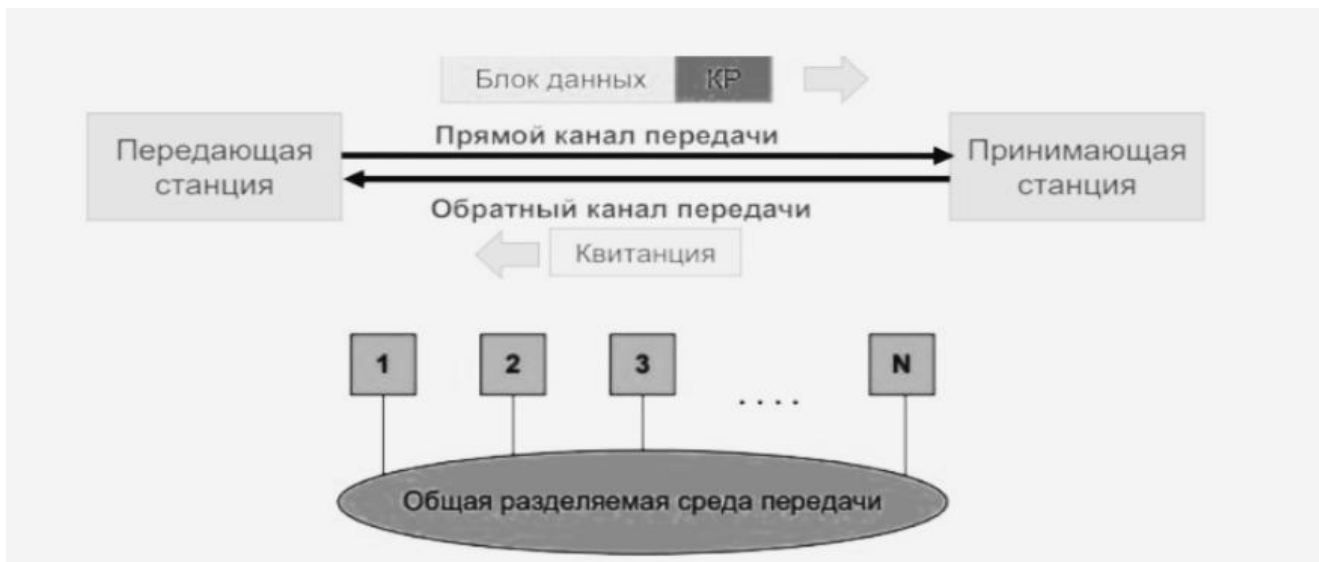 Блок данных КР
Прямой канал передачи
Передающая
станция
Принимающая
станция
Обратный канал передачи
Квитанция
1 2 3 .... N
Общая разделяемая среда передачи